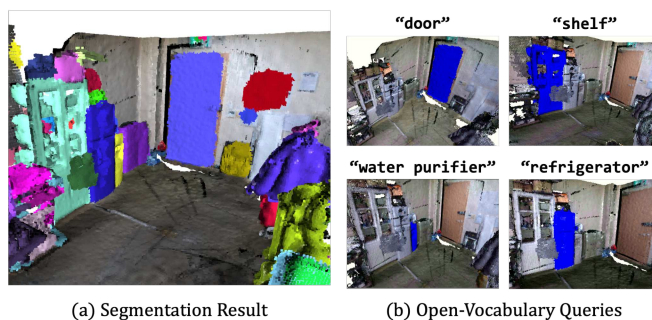 “door”
“shelf”
“water purifier”
“refrigerator”
(a) Segmentation Result
(b) Open-Vocabulary Queries